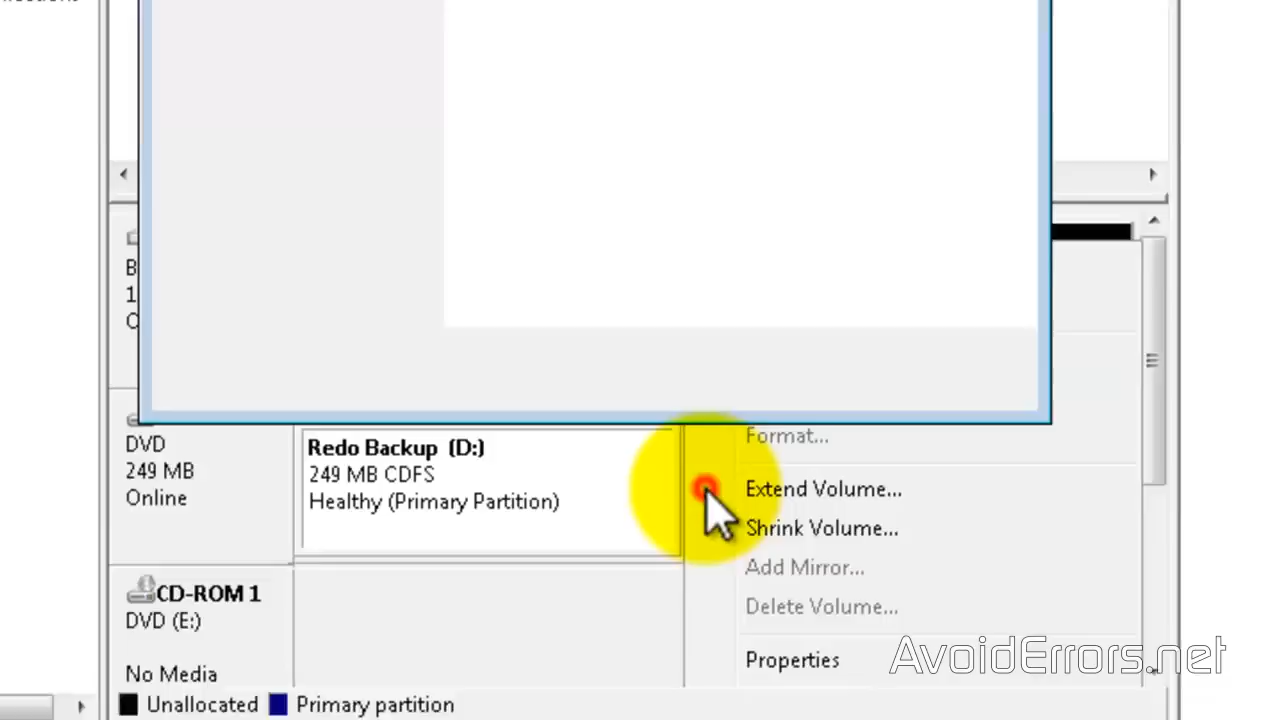 DVD
249 MB
Online
Redo Backup (D:)
249 MB CDFS
Healthy (Primary Partition)
Format...
Extend Volume...
Shrink Volume...
Add Mirror...
Delete Volume...
Properties
CD-ROM 1
DVD (E:)
No Media
AvoidErrors.net
Unallocated
Primary partition